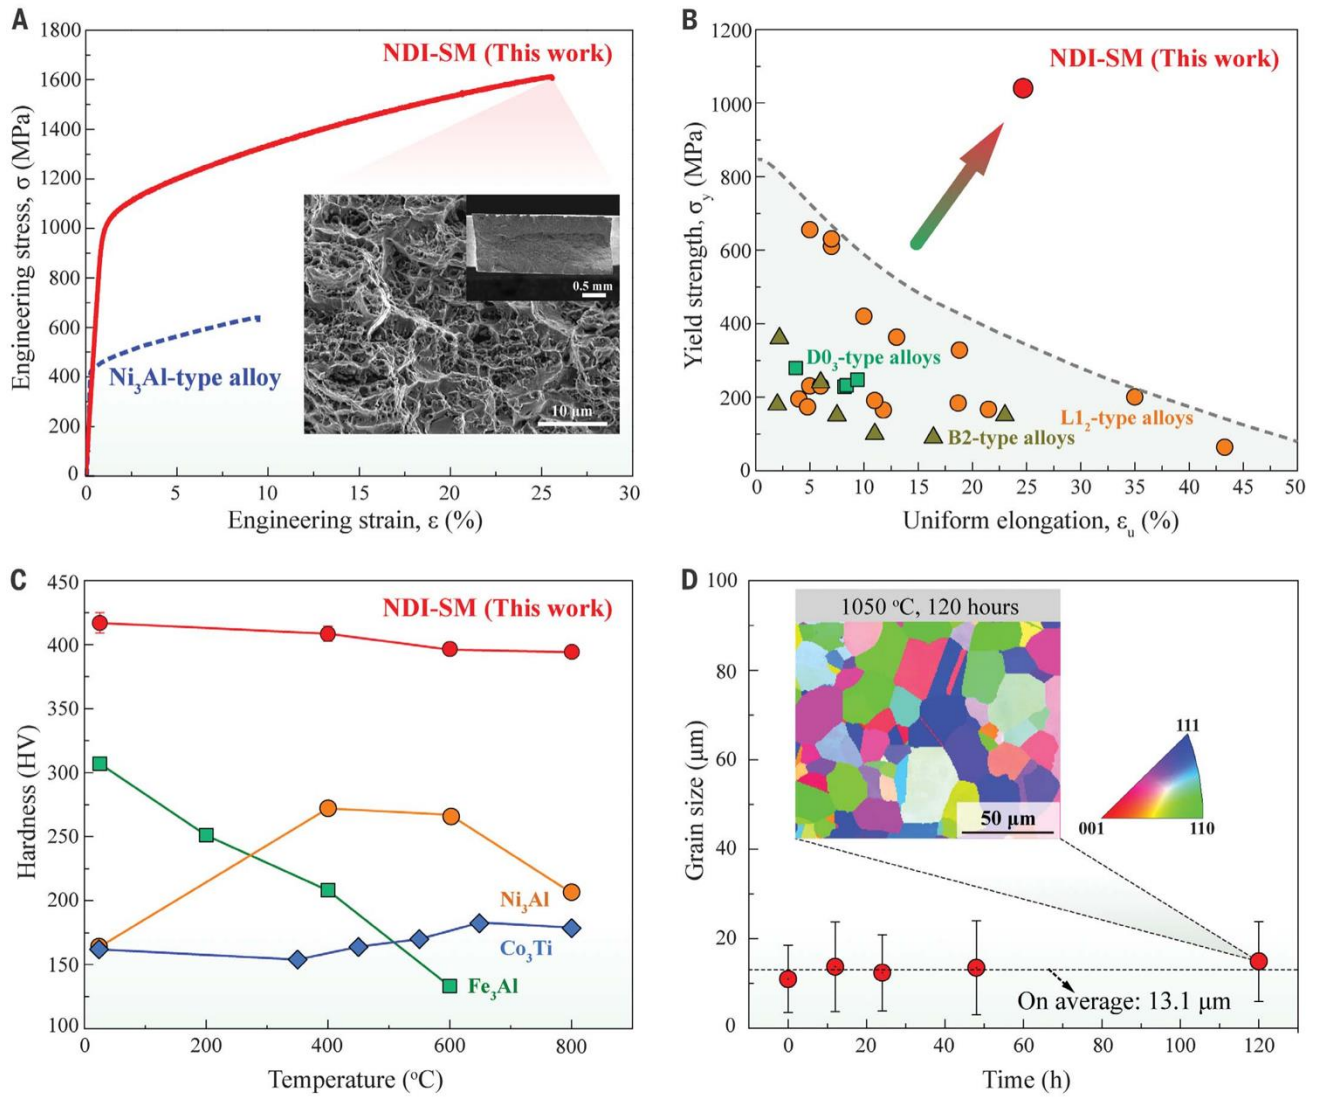 A
1800
1600
1400
1200
1000
800
600
400
200
0
Engineering stress, σ (MPa)
NDI-SM (This work)
Ni₃Al-type alloy
0.5 mm
10 μm
0 5 10 15 20 25 30
Engineering strain, ε (%)
B
1200
1000
800
600
400
200
0
Yield strength, σy (MPa)
NDI-SM (This work)
D0₃-type alloys
L1₂-type alloys
B2-type alloys
0 5 10 15 20 25 30 35 40 45 50
Uniform elongation, εu (%)
C
450
400
350
300
250
200
150
100
Hardness (HV)
NDI-SM (This work)
Ni₃Al
Co₃Ti
Fe₃Al
0 200 400 600 800
Temperature (°C)
D
100
80
60
40
20
0
Grain size (μm)
1050 °C, 120 hours
50 μm
111
001 110
On average: 13.1 μm
0 20 40 60 80 100 120
Time (h)